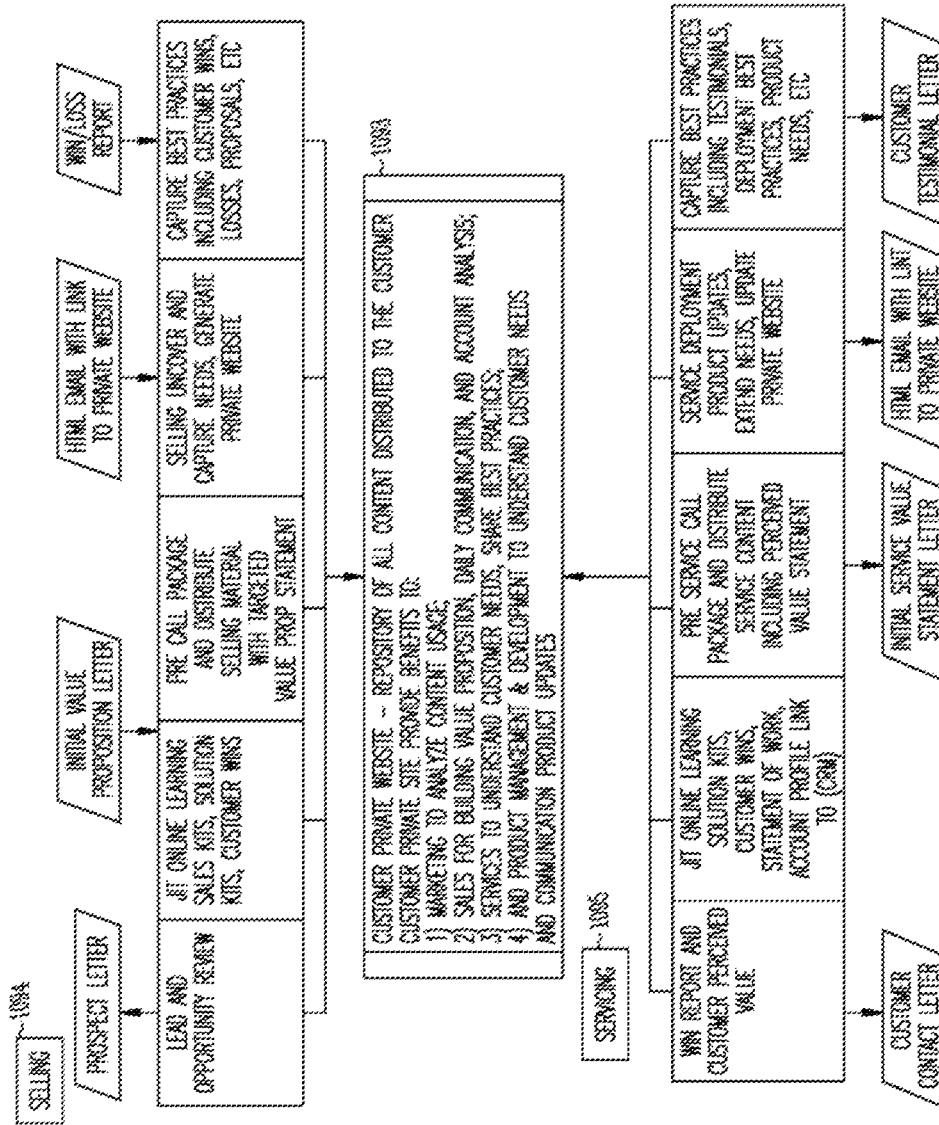 SELLING
1094
PROSPECT LETTER
INITIAL VALUE
PROPOSITION LETTER
HTML EMAIL WITH LINK
TO PRIVATE WEBSITE
WIN/LOSS
REPORT
LEAD AND
OPPORTUNITY REVIEW
JIT ONLINE LEARNING
SALES KITS, SOLUTION
KITS, CUSTOMER WINS
PRE CALL PACKAGE
AND DISTRIBUTE
SELLING MATERIAL
WITH TARGETED
VALUE PROP STATEMENT
SELLING UNCOVER AND
CAPTURE NEEDS, GENERATE
PRIVATE WEBSITE
CAPTURE BEST PRACTICES
INCLUDING CUSTOMER WINS,
LOSSES, PROPOSALS, ETC
1093
CUSTOMER PRIVATE WEBSITE - REPOSITORY OF ALL CONTENT DISTRIBUTED TO THE CUSTOMER
CUSTOMER PRIVATE SITE PROVIDE BENEFITS TO:
1) MARKETING TO ANALYZE CONTENT USAGE;
2) SALES FOR BUILDING VALUE PROPOSITION, DAILY COMMUNICATION, AND ACCOUNT ANALYSIS;
3) SERVICES TO UNDERSTAND CUSTOMER NEEDS, SHARE BEST PRACTICES;
4) AND PRODUCT MANAGEMENT & DEVELOPMENT TO UNDERSTAND CUSTOMER NEEDS
AND COMMUNICATION PRODUCT UPDATES
SERVICING
1095
WIN REPORT AND
CUSTOMER PERCEIVED
VALUE
JIT ONLINE LEARNING
SOLUTION KITS,
CUSTOMER WINS,
STATEMENT OF WORK,
ACCOUNT PROFILE LINK
TO (CRM)
PRE SERVICE CALL
PACKAGE AND DISTRIBUTE
SERVICE CONTENT
INCLUDING PERCEIVED
VALUE STATEMENT
SERVICE DEPLOYMENT
PRODUCT UPDATES,
EXTEND NEEDS, UPDATE
PRIVATE WEBSITE
CAPTURE BEST PRACTICES
INCLUDING TESTIMONIALS,
DEPLOYMENT BEST
PRACTICES, PRODUCT
NEEDS, ETC
CUSTOMER
CONTACT LETTER
INITIAL SERVICE VALUE
STATEMENT LETTER
HTML EMAIL WITH LINT
TO PRIVATE WEBSITE
CUSTOMER
TESTIMONIAL LETTER